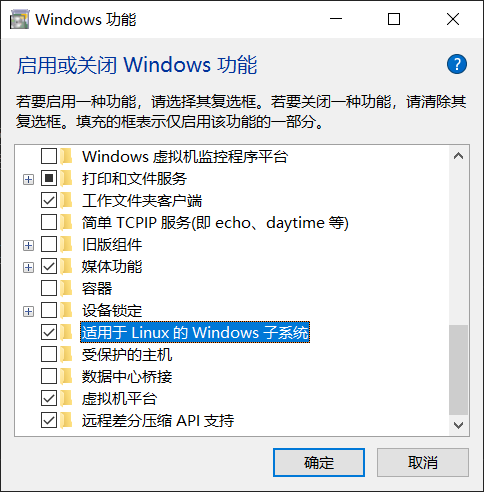 Windows 功能
启用或关闭 Windows 功能
?
若要启用一种功能，请选择其复选框。若要关闭一种功能，请清除其
复选框。填充的框表示仅启用该功能的一部分。
Windows 虚拟机监控程序平台
打印和文件服务
工作文件夹客户端
简单 TCPIP 服务(即 echo、daytime 等)
旧版组件
媒体功能
容器
设备锁定
适用于 Linux 的 Windows 子系统
受保护的主机
数据中心桥接
虚拟机平台
远程差分压缩 API 支持
确定
取消